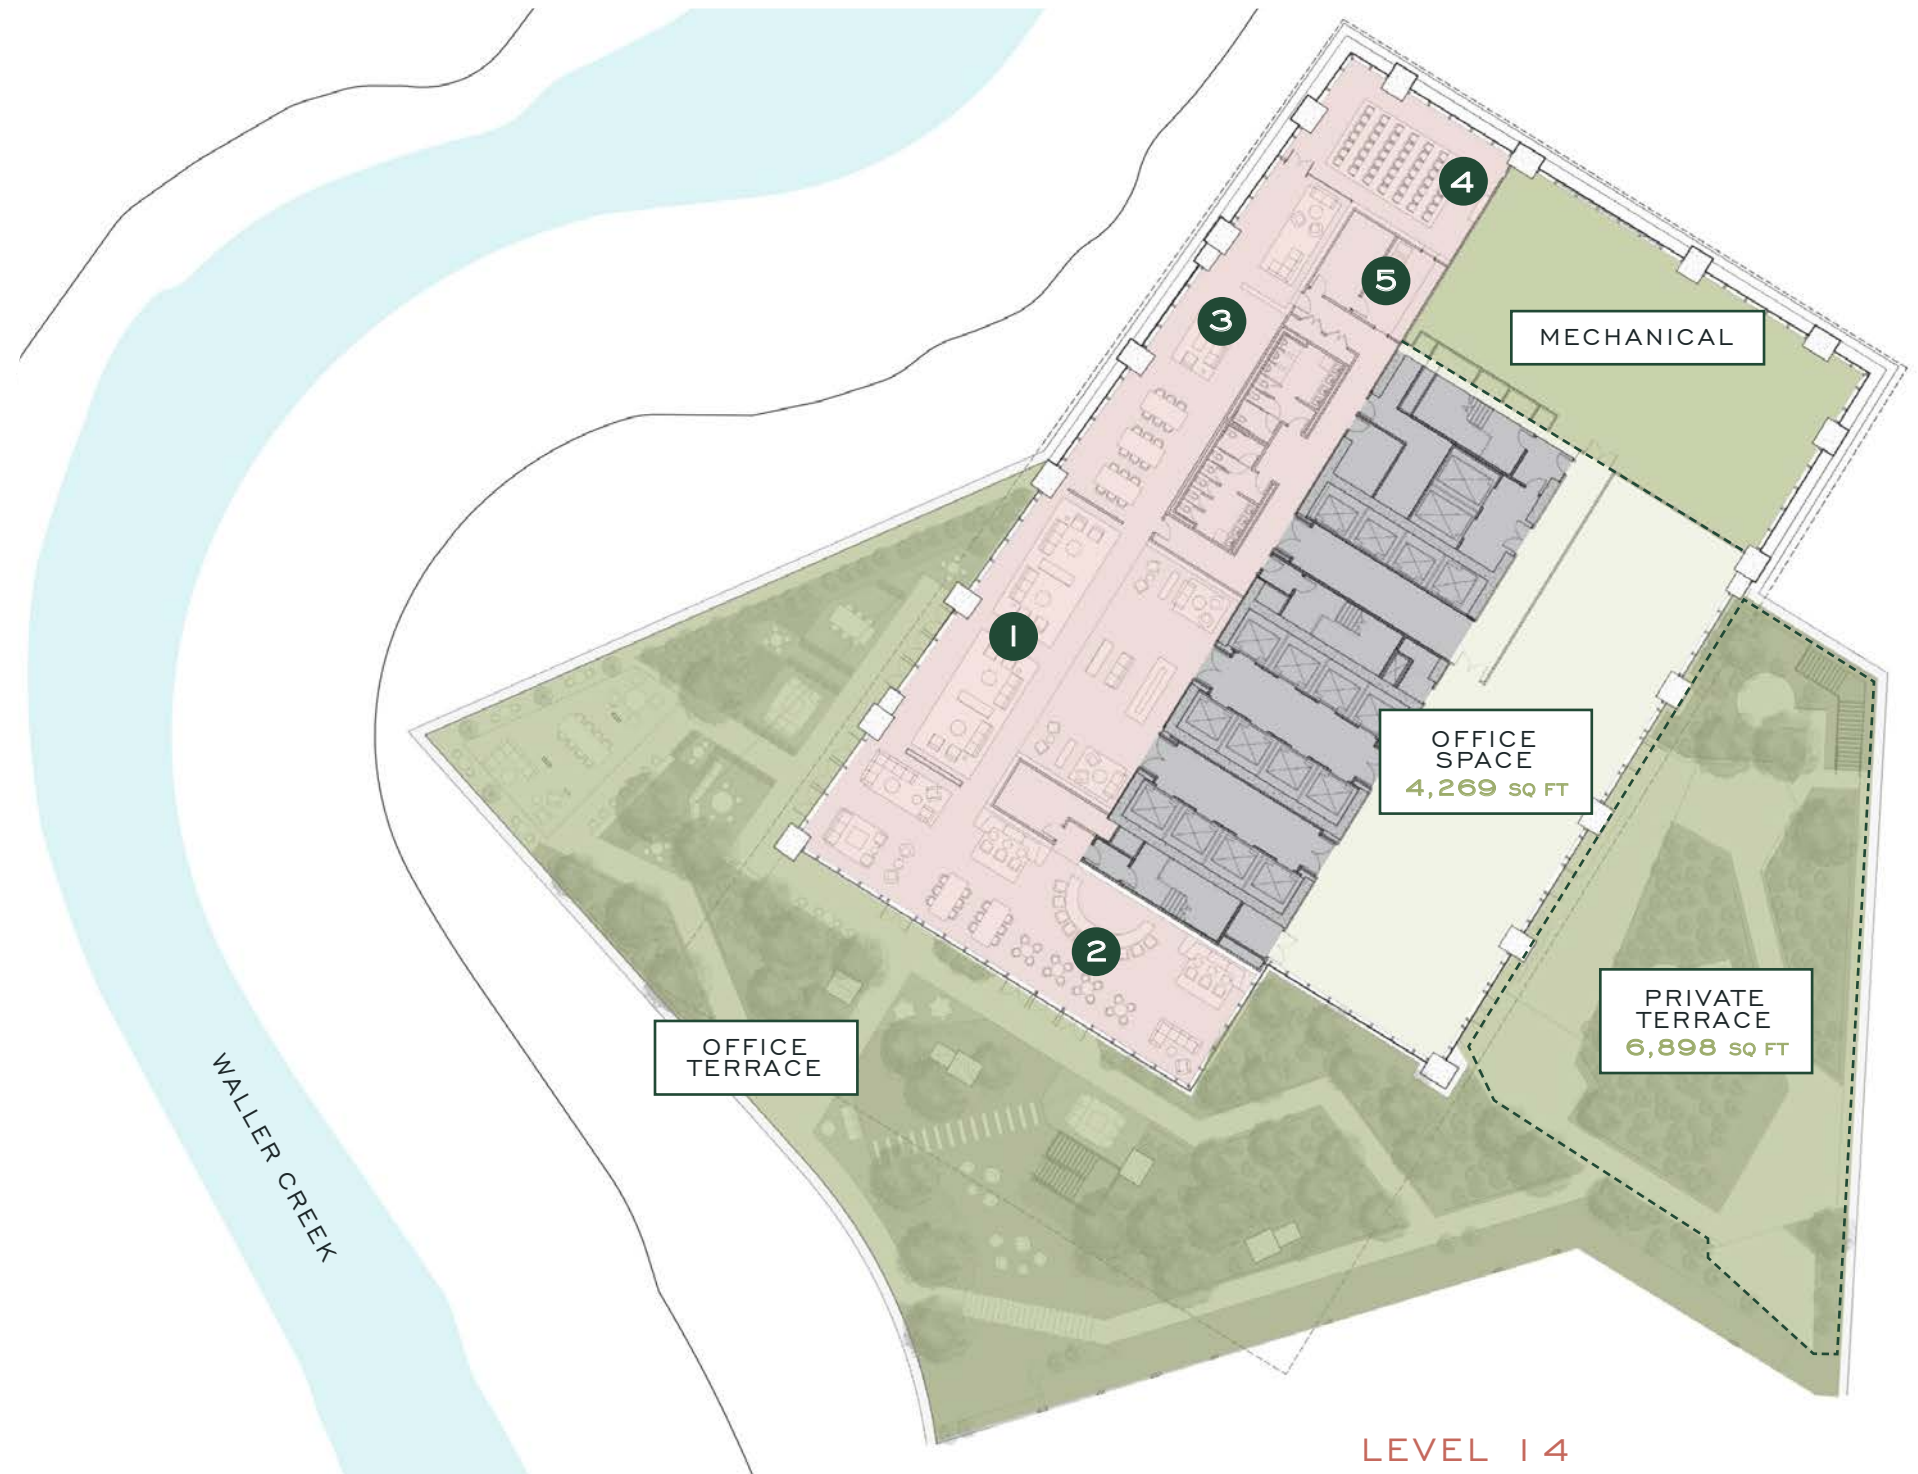 4
5
3
MECHANICAL
1
OFFICE
SPACE
4,269 SQ FT
2
PRIVATE
TERRACE
6,898 SQ FT
OFFICE
TERRACE
WALLER CREEK
LEVEL 14